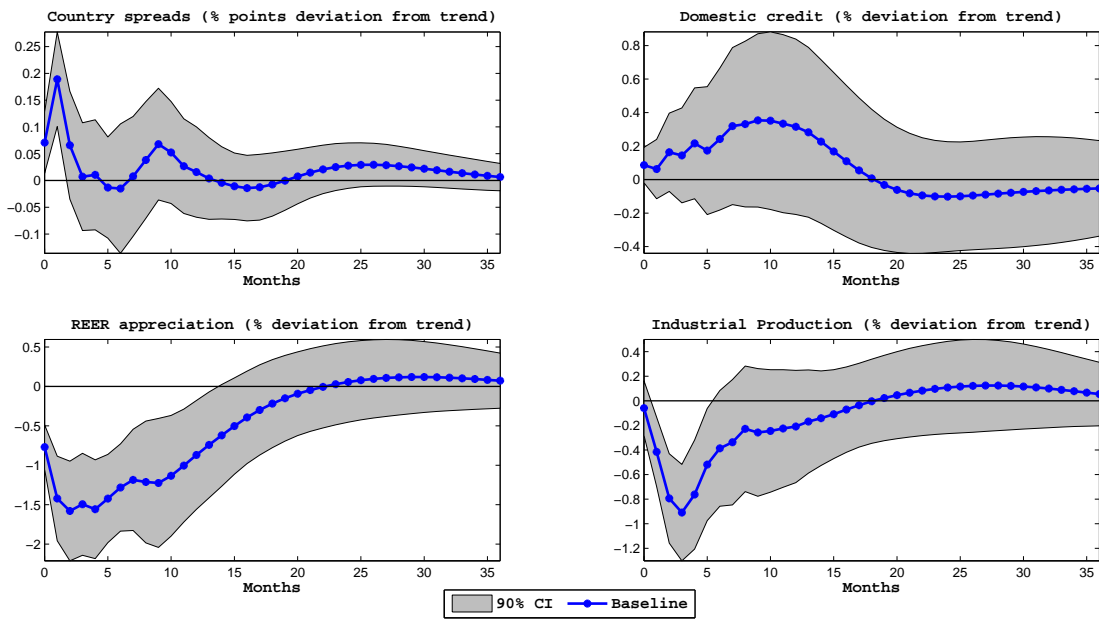 Country spreads (% points deviation from trend)
0.25
0.2
0.15
0.1
0.05
0
−0.05
−0.1
0 5 10 15 20 25 30 35
Months
Domestic credit (% deviation from trend)
0.8
0.6
0.4
0.2
0
−0.2
−0.4
0 5 10 15 20 25 30 35
Months
REER appreciation (% deviation from trend)
0.5
0
−0.5
−1
−1.5
−2
0 5 10 15 20 25 30 35
Months
Industrial Production (% deviation from trend)
0.4
0.2
0
−0.2
−0.4
−0.6
−0.8
−1
−1.2
0 5 10 15 20 25 30 35
Months
90% CI Baseline